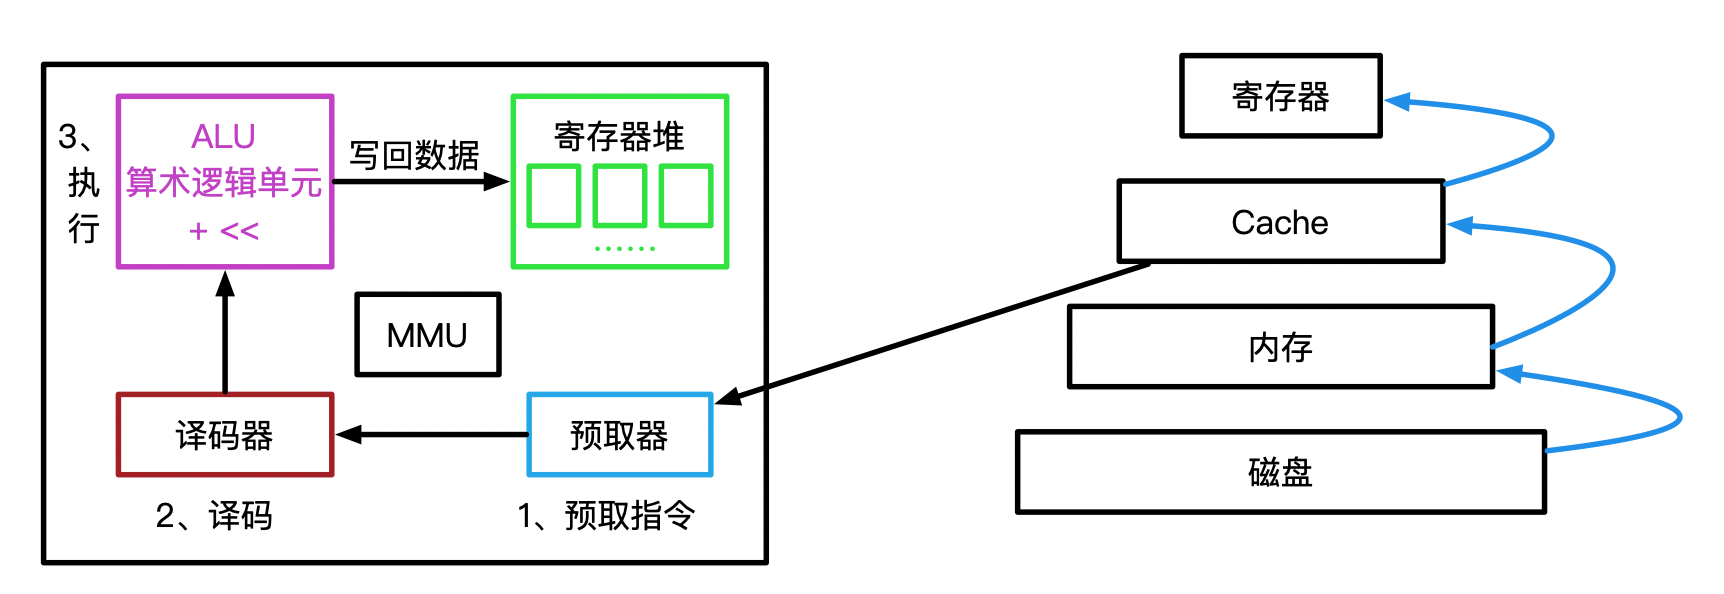 3、
执
行
ALU
算术逻辑单元
+ <<
写回数据
寄存器堆
......
MMU
译码器
预取器
2、译码
1、预取指令
寄存器
Cache
内存
磁盘